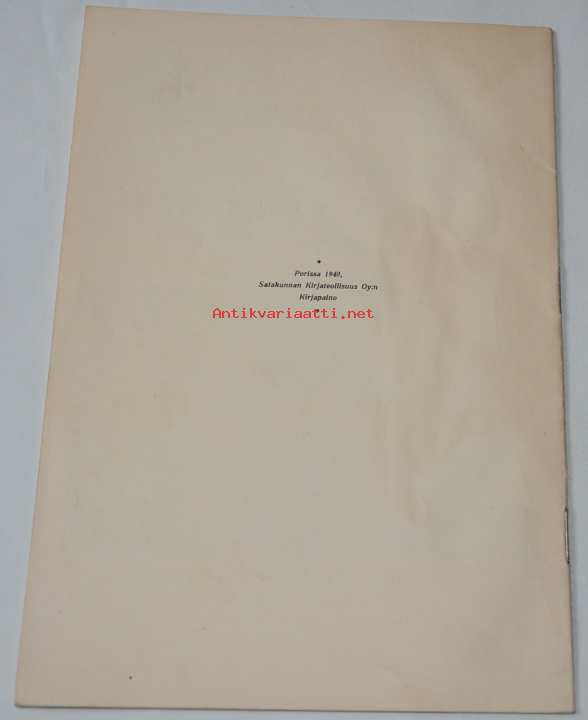 Porissa 1940,
Satakunnan Kirjateollisuus Oy:n
Kirjapaino
Antikvariaatti.net